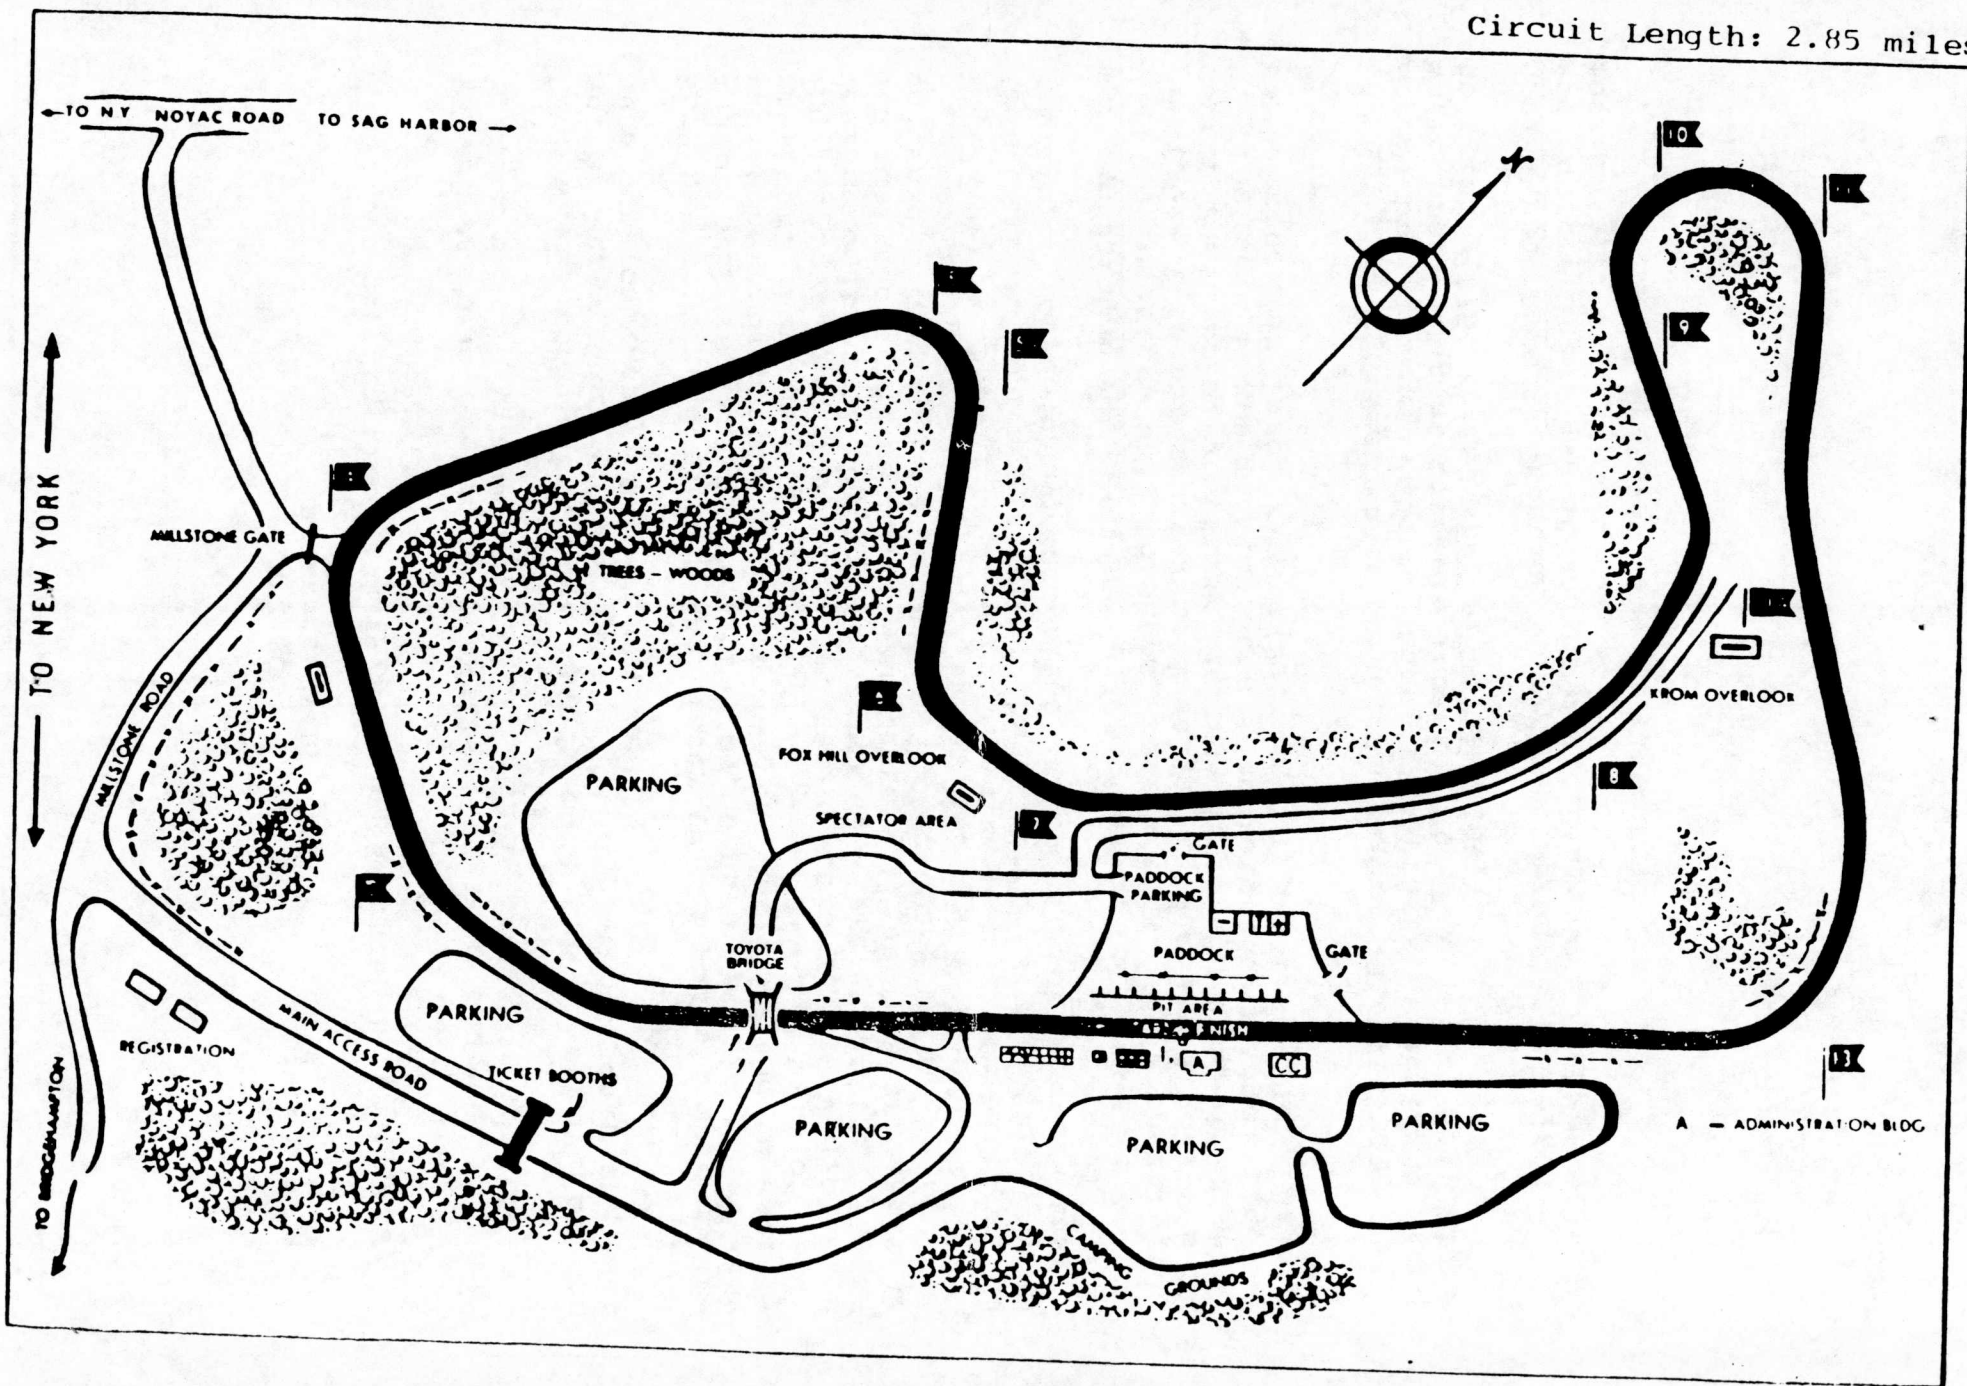 Circuit Length: 2.85 miles
TO N Y NOYAC ROAD TO SAG HARBOR
N
10
11
9
5
TO NEW YORK
MILLSTONE GATE
TREES - WOODS
MILLSTONE ROAD
KROM OVERLOOK
FOX HILL OVERLOOK
PARKING
8
SPECTATOR AREA
7
GATE
PADDOCK
PARKING
TOYOTA
BRIDGE
PADDOCK
GATE
PIT AREA
FINISH
PARKING
MAIN ACCESS ROAD
REGISTRATION
TICKET BOOTHS
A
CC
13
PARKING
PARKING
PARKING
A - ADMINISTRATION BLDG
TO BRIDGEHAMPTON
CAMPING
GROUNDS